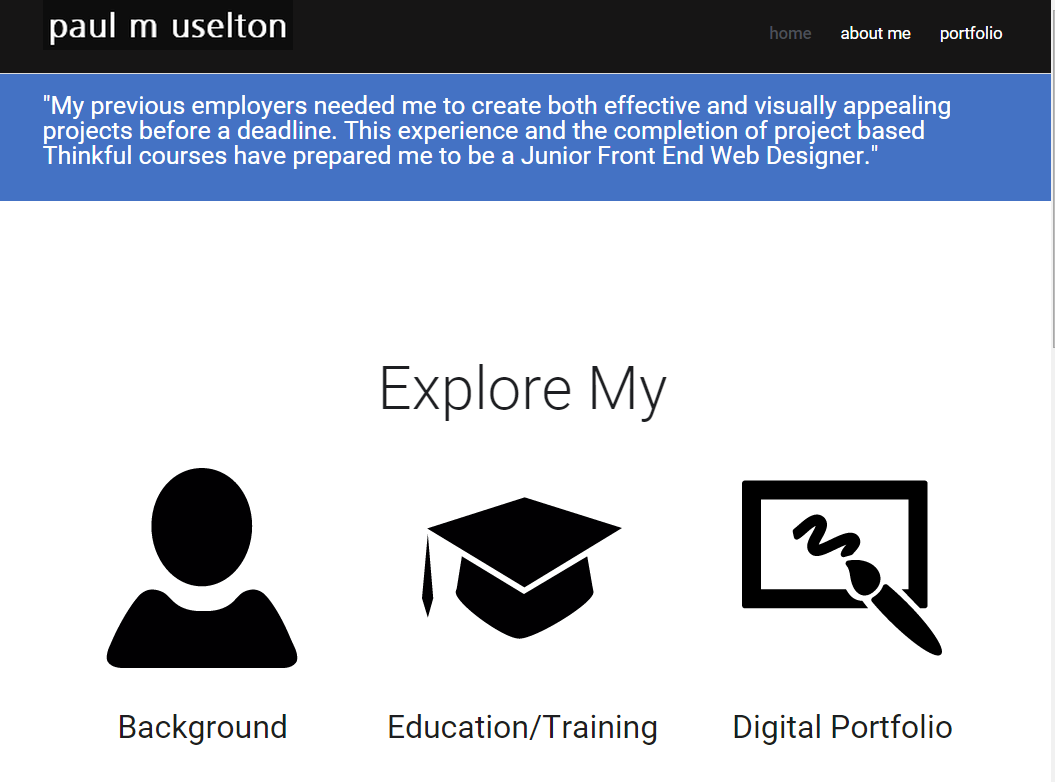 paul m uselton
home about me portfolio
"My previous employers needed me to create both effective and visually appealing
projects before a deadline. This experience and the completion of project based
Thinkful courses have prepared me to be a Junior Front End Web Designer."
Explore My
Background Education/Training Digital Portfolio